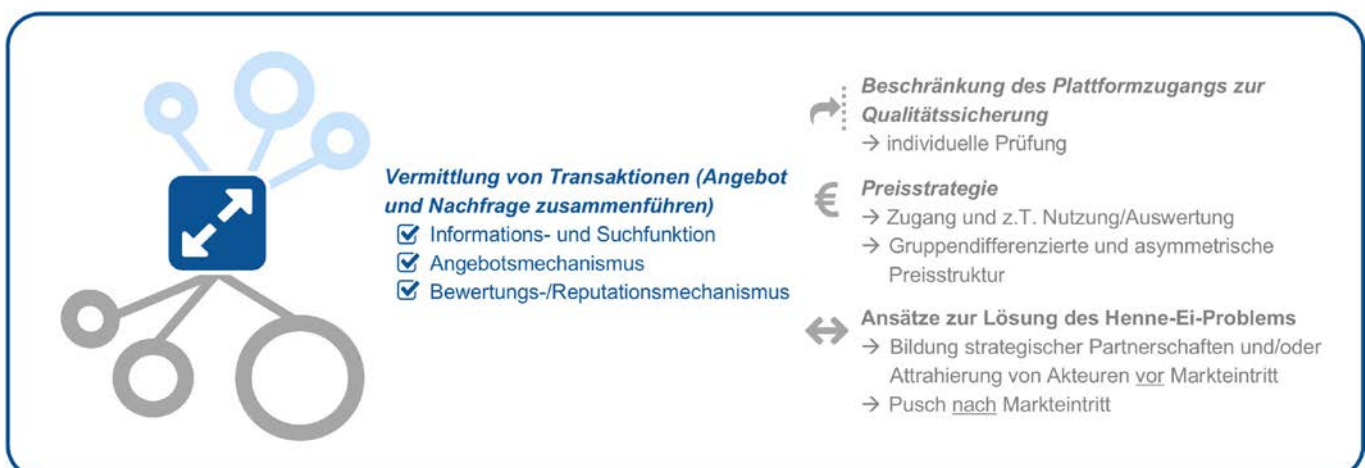 Vermittlung von Transaktionen (Angebot
und Nachfrage zusammenführen)
Informations- und Suchfunktion
Angebotsmechanismus
Bewertungs-/Reputationsmechanismus
Beschränkung des Plattformzugangs zur
Qualitätssicherung
→ individuelle Prüfung
€ Preisstrategie
→ Zugang und z.T. Nutzung/Auswertung
→ Gruppendifferenzierte und asymmetrische
Preisstruktur
Ansätze zur Lösung des Henne-Ei-Problems
→ Bildung strategischer Partnerschaften und/oder
Attrahierung von Akteuren vor Markteintritt
→ Pusch nach Markteintritt